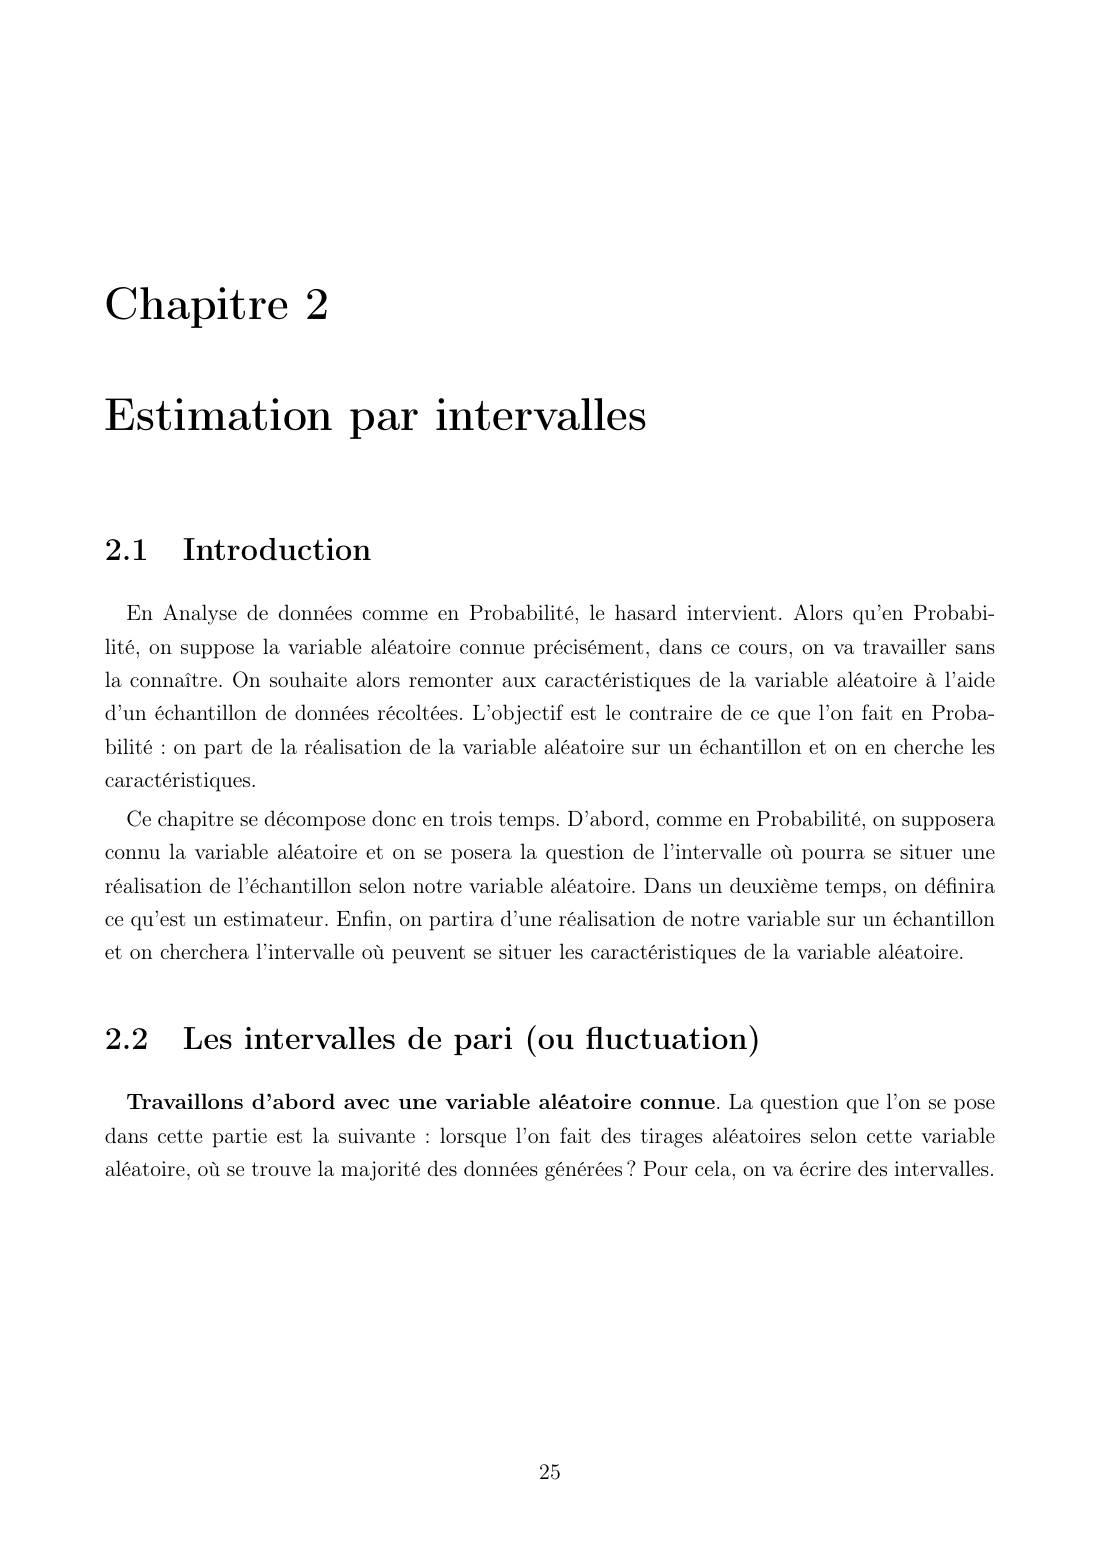 Chapitre 2
Estimation par intervalles
2.1 Introduction
En Analyse de données comme en Probabilité, le hasard intervient. Alors qu'en Probabi-
lité, on suppose la variable aléatoire connue précisément, dans ce cours, on va travailler sans
la connaître. On souhaite alors remonter aux caractéristiques de la variable aléatoire à l'aide
d'un échantillon de données récoltées. L'objectif est le contraire de ce que l'on fait en Proba-
bilité : on part de la réalisation de la variable aléatoire sur un échantillon et on en cherche les
caractéristiques.
Ce chapitre se décompose donc en trois temps. D'abord, comme en Probabilité, on supposera
connu la variable aléatoire et on se posera la question de l'intervalle où pourra se situer une
réalisation de l'échantillon selon notre variable aléatoire. Dans un deuxième temps, on définira
ce qu'est un estimateur. Enfin, on partira d'une réalisation de notre variable sur un échantillon
et on cherchera l'intervalle où peuvent se situer les caractéristiques de la variable aléatoire.
2.2 Les intervalles de pari (ou fluctuation)
Travaillons d'abord avec une variable aléatoire connue. La question que l'on se pose
dans cette partie est la suivante : lorsque l'on fait des tirages aléatoires selon cette variable
aléatoire, où se trouve la majorité des données générées ? Pour cela, on va écrire des intervalles.
25